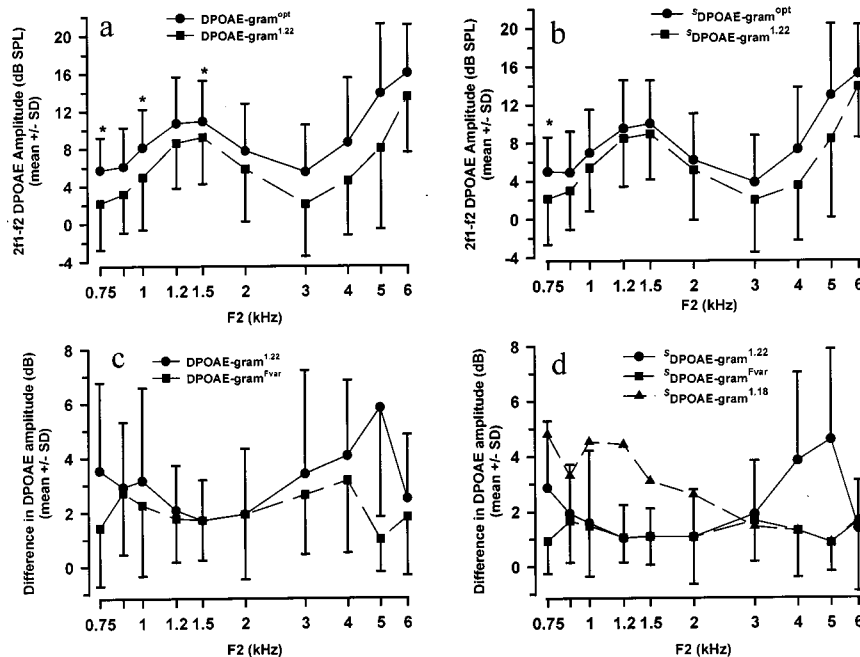 a
DPOAE-gram^opt
DPOAE-gram^1.22
2f1-f2 DPOAE Amplitude (dB SPL)
(mean +/- SD)
20
16
12
8
4
0
-4
*
*
*
0.75
1
1.2
1.5
2
3
4
5
6
F2 (kHz)
b
^sDPOAE-gram^opt
^sDPOAE-gram^1.22
2f1-f2 DPOAE Amplitude (dB SPL)
(mean +/- SD)
20
16
12
8
4
0
-4
*
0.75
1
1.2
1.5
2
3
4
5
6
F2 (kHz)
c
DPOAE-gram^1.22
DPOAE-gram^Fvar
Difference in DPOAE amplitude (dB)
(mean +/- SD)
8
6
4
2
0
0.75
1
1.2
1.5
2
3
4
5
6
F2 (kHz)
d
^sDPOAE-gram^1.22
^sDPOAE-gram^Fvar
^sDPOAE-gram^1.18
Difference in DPOAE amplitude (dB)
(mean +/- SD)
8
6
4
2
0
0.75
1
1.2
1.5
2
3
4
5
6
F2 (kHz)